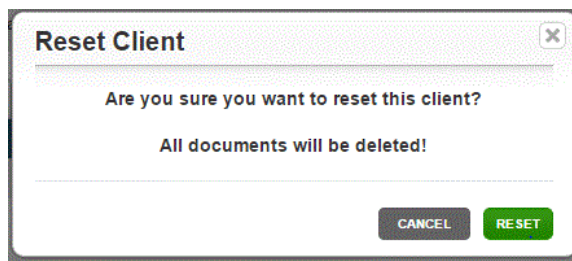 Reset Client
Are you sure you want to reset this client?
All documents will be deleted!
CANCEL
RESET